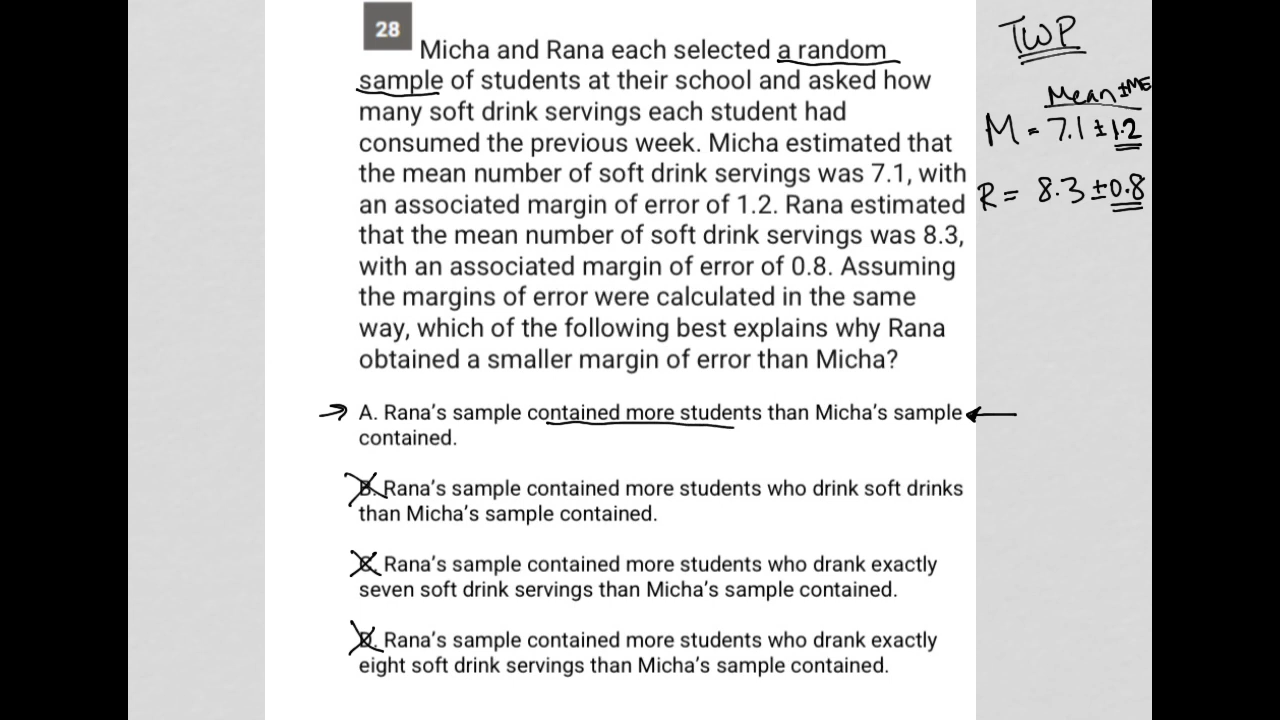 28
Micha and Rana each selected a random
sample of students at their school and asked how
many soft drink servings each student had
consumed the previous week. Micha estimated that
the mean number of soft drink servings was 7.1, with
an associated margin of error of 1.2. Rana estimated
that the mean number of soft drink servings was 8.3,
with an associated margin of error of 0.8. Assuming
the margins of error were calculated in the same
way, which of the following best explains why Rana
obtained a smaller margin of error than Micha?
A. Rana's sample contained more students than Micha's sample
contained.
B. Rana's sample contained more students who drink soft drinks
than Micha's sample contained.
C. Rana's sample contained more students who drank exactly
seven soft drink servings than Micha's sample contained.
D. Rana's sample contained more students who drank exactly
eight soft drink servings than Micha's sample contained.
TWP
Mean ±ME
M = 7.1 ± 1.2
R = 8.3 ± 0.8